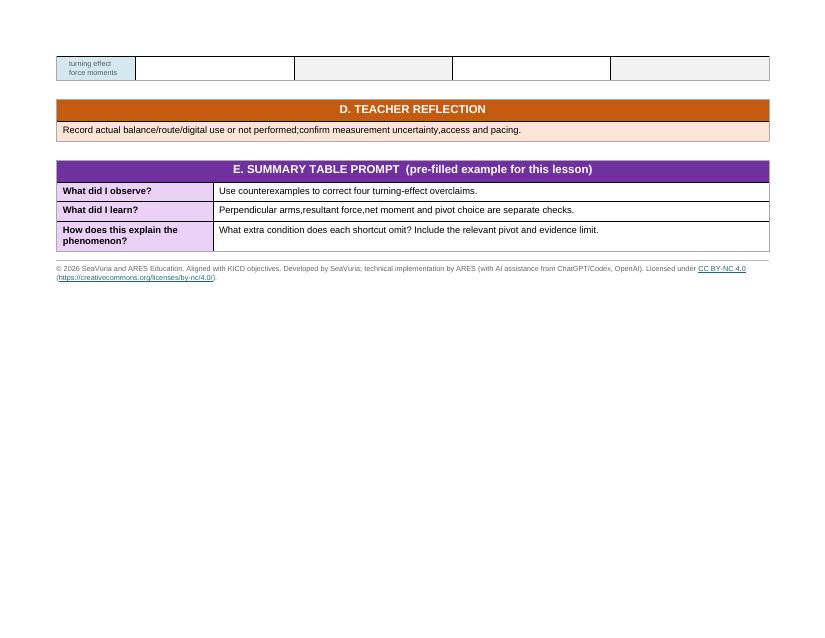 turning effect
force moments
D. TEACHER REFLECTION
Record actual balance/route/digital use or not performed;confirm measurement uncertainty,access and pacing.
E. SUMMARY TABLE PROMPT  (pre-filled example for this lesson)
What did I observe?
Use counterexamples to correct four turning-effect overclaims.
What did I learn?
Perpendicular arms,resultant force,net moment and pivot choice are separate checks.
How does this explain the
phenomenon?
What extra condition does each shortcut omit? Include the relevant pivot and evidence limit.
© 2026 SeaVuria and ARES Education. Aligned with KICD objectives. Developed by SeaVuria; technical implementation by ARES (with AI assistance from ChatGPT/Codex, OpenAI). Licensed under CC BY-NC 4.0
(https://creativecommons.org/licenses/by-nc/4.0/).